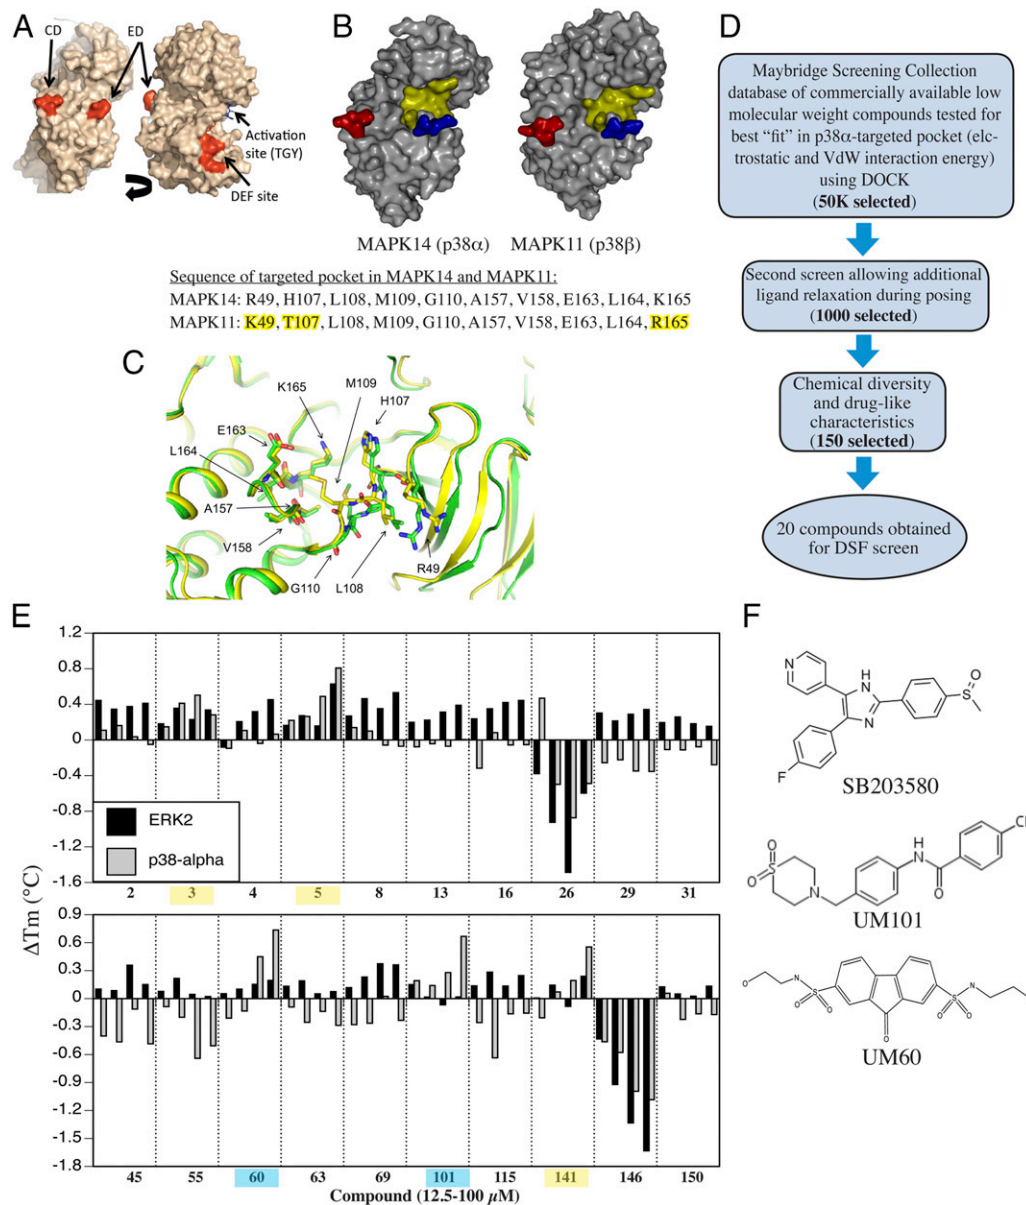 A
CD
ED
Activation
site (TGY)
DEF site
B
MAPK14 (p38α)
MAPK11 (p38β)
Sequence of targeted pocket in MAPK14 and MAPK11:
MAPK14: R49, H107, L108, M109, G110, A157, V158, E163, L164, K165
MAPK11: K49, T107, L108, M109, G110, A157, V158, E163, L164, R165
C
K165
M109
H107
E163
L164
A157
V158
G110
L108
R49
D
Maybridge Screening Collection
database of commercially available low
molecular weight compounds tested for
best “fit” in p38α-targeted pocket (elc-
trostatic and VdW interaction energy)
using DOCK
(50K selected)
Second screen allowing additional
ligand relaxation during posing
(1000 selected)
Chemical diversity
and drug-like
characteristics
(150 selected)
20 compounds obtained
for DSF screen
E
1.2
0.8
0.4
0
-0.4
-0.8
-1.2
-1.6
ERK2
p38-alpha
2 3 4 5 8 13 16 26 29 31
ΔTm (°C)
0.9
0.6
0.3
0
-0.3
-0.6
-0.9
-1.2
-1.5
-1.8
45 55 60 63 69 101 115 141 146 150
Compound (12.5-100 µM)
F
N
NH
N
O
S
Me
F
SB203580
O
O
S
N
H
N
O
Cl
UM101
O
N
S
O
O
O
S
O
O
N
UM60